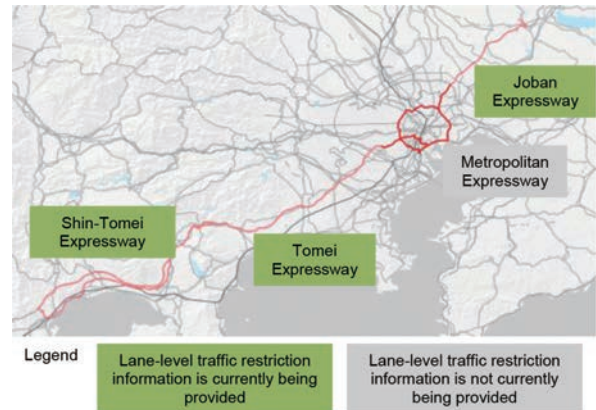 Joban
Expressway
Metropolitan
Expressway
Shin-Tomei
Expressway
Tomei
Expressway
Legend
Lane-level traffic restriction
information is currently being
provided
Lane-level traffic restriction
information is not currently
being provided